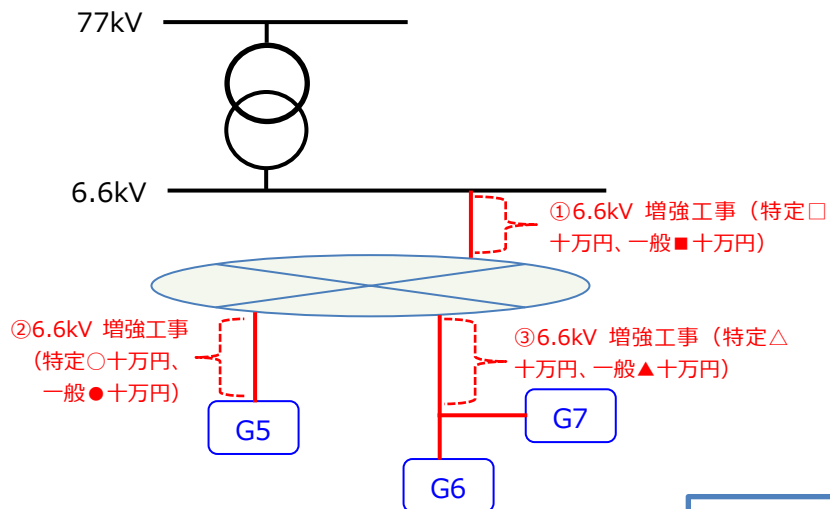 77kV
6.6kV
①6.6kV 増強工事（特定□
十万円、一般■十万円）
②6.6kV 増強工事
（特定○十万円、
一般●十万円）
③6.6kV 増強工事（特定△
十万円、一般▲十万円）
G5
G7
G6